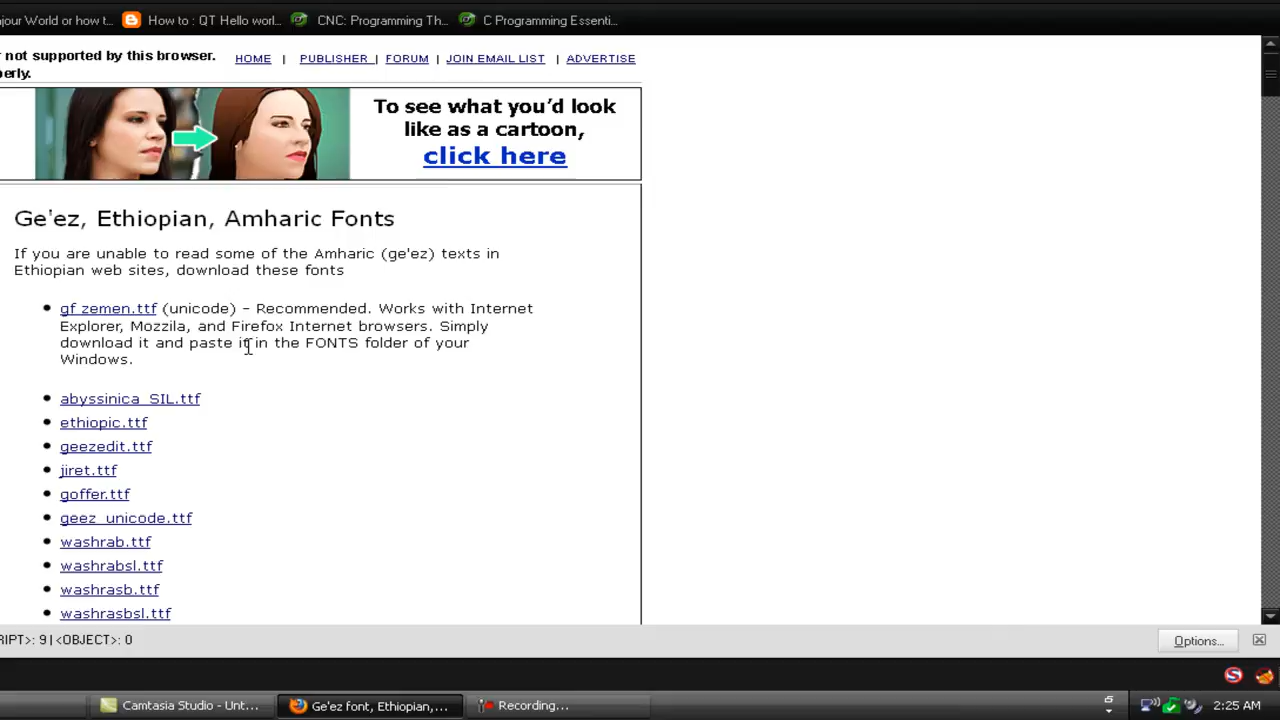 jour World or how t...
How to : QT Hello worl...
CNC: Programming Th...
C Programming Essenti...
not supported by this browser.
HOME | PUBLISHER | FORUM | JOIN EMAIL LIST | ADVERTISE
To see what you'd look
like as a cartoon,
click here
Ge'ez, Ethiopian, Amharic Fonts
If you are unable to read some of the Amharic (ge'ez) texts in
Ethiopian web sites, download these fonts
gf zemen.ttf (unicode) - Recommended. Works with Internet
Explorer, Mozzila, and Firefox Internet browsers. Simply
download it and paste it in the FONTS folder of your
Windows.
abyssinica_SIL.ttf
ethiopic.ttf
geezedit.ttf
jiret.ttf
goffer.ttf
geez_unicode.ttf
washrab.ttf
washrabsl.ttf
washrasb.ttf
washrasbsl.ttf
RIPT>: 9 | <OBJECT>: 0
Options...
Camtasia Studio - Unt...
Ge'ez font, Ethiopian,...
Recording...
2:25 AM